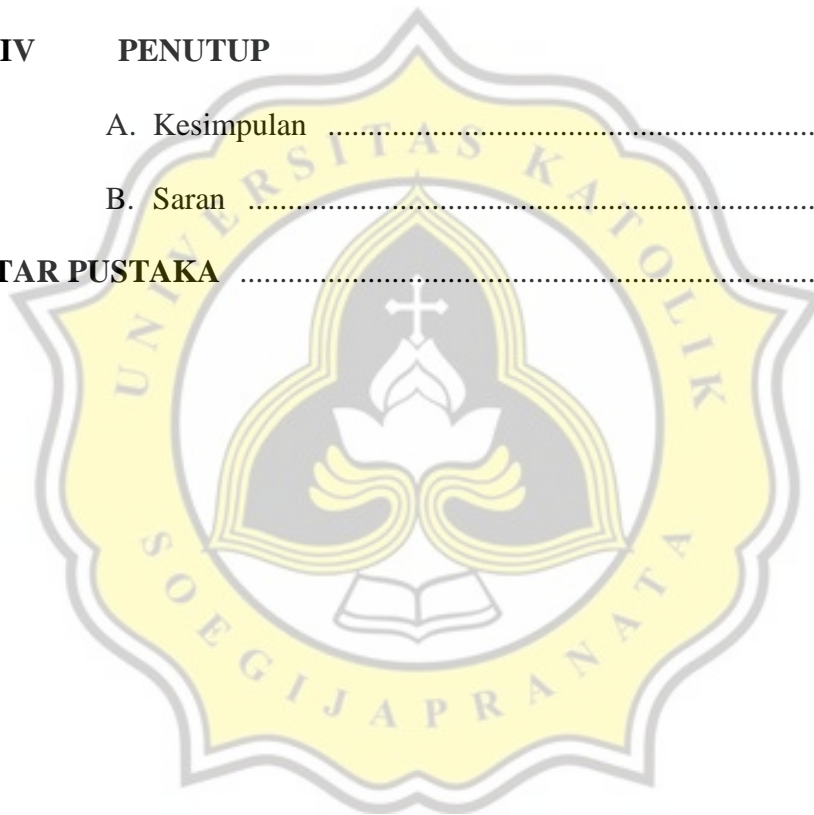 IV PENUTUP
A. Kesimpulan ................................................................
B. Saran ..........................................................................
TAR PUSTAKA ..........................................................................
UNIVERSITAS KATOLIK
SOEGIJAPRANATA